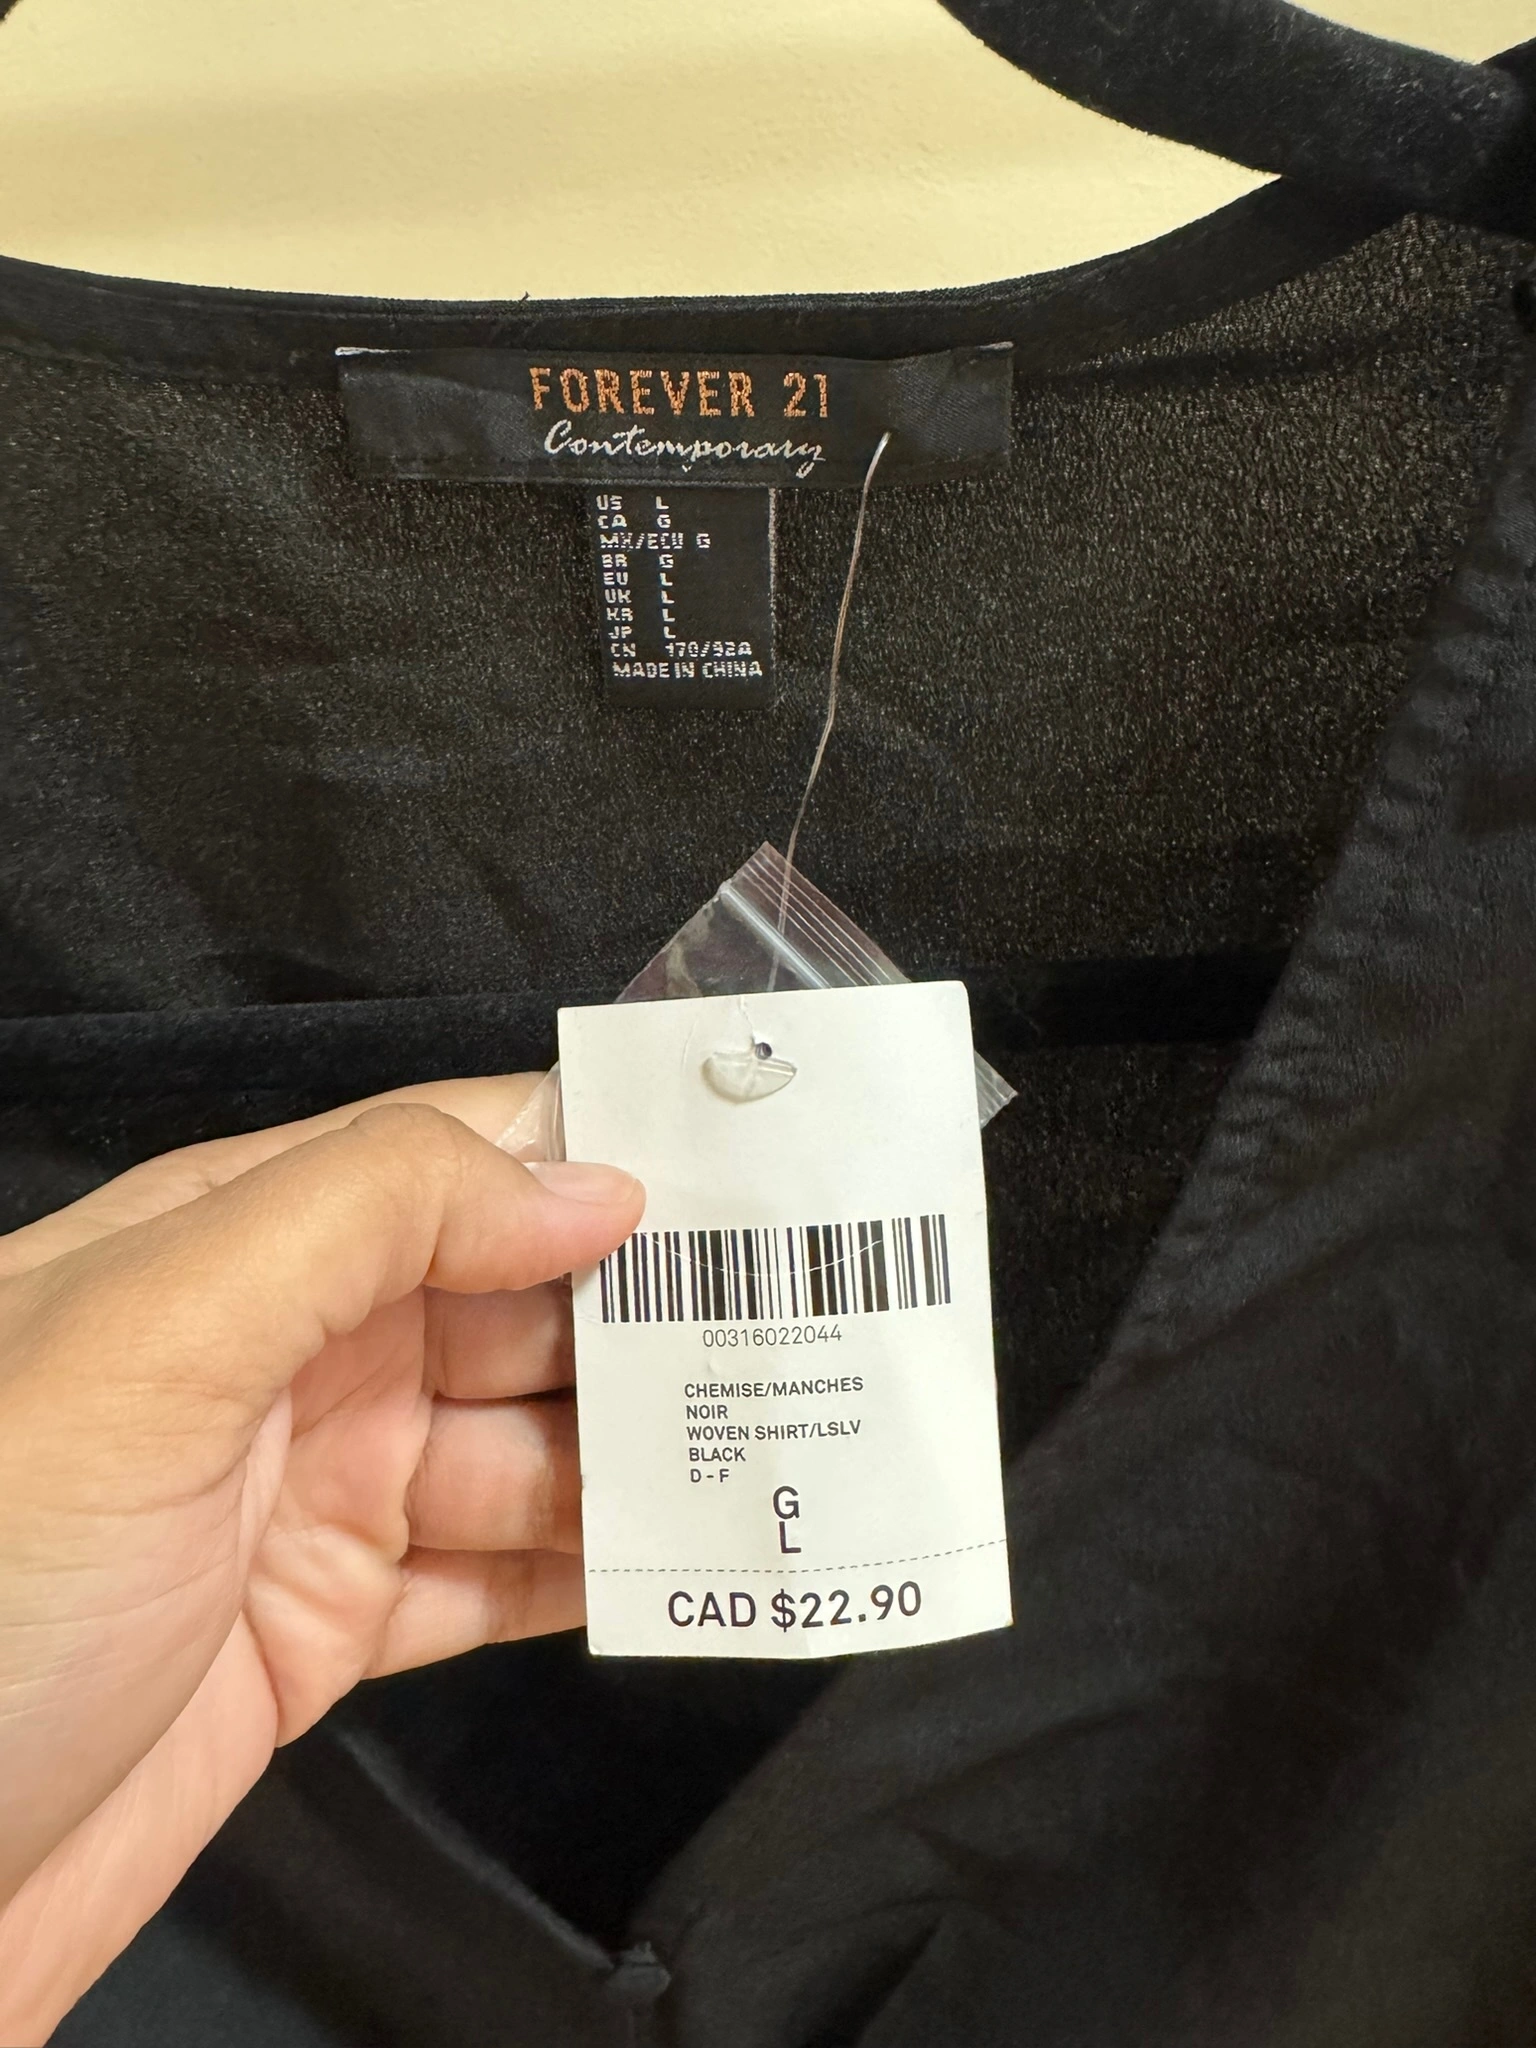 FOREVER 21
Contemporary
US L
CA G
MX/ECU G
BR G
EU L
UK L
KR L
JP L
CN 170/92A
MADE IN CHINA
00316022044
CHEMISE/MANCHES
NOIR
WOVEN SHIRT/LSLV
BLACK
D - F
G
L
CAD $22.90